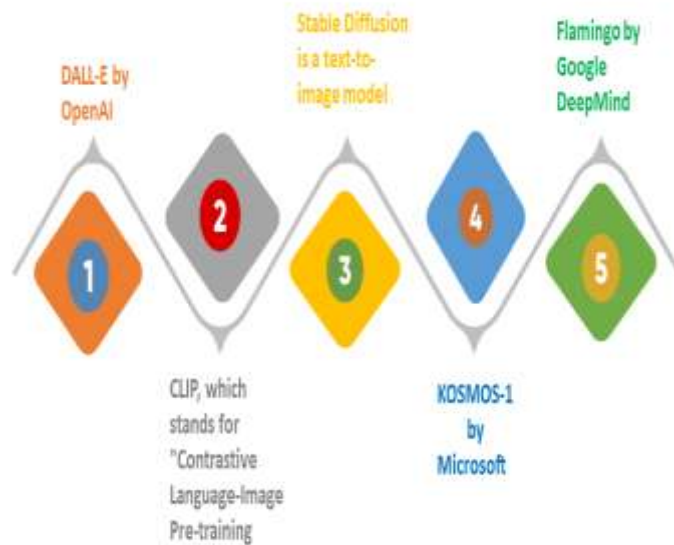 DALL-E by
OpenAI
1
2
CLIP, which
stands for
"Contrastive
Language-Image
Pre-training
Stable Diffusion
is a text-to-
image model
3
4
KOSMOS-1
by
Microsoft
Flamingo by
Google
DeepMind
5